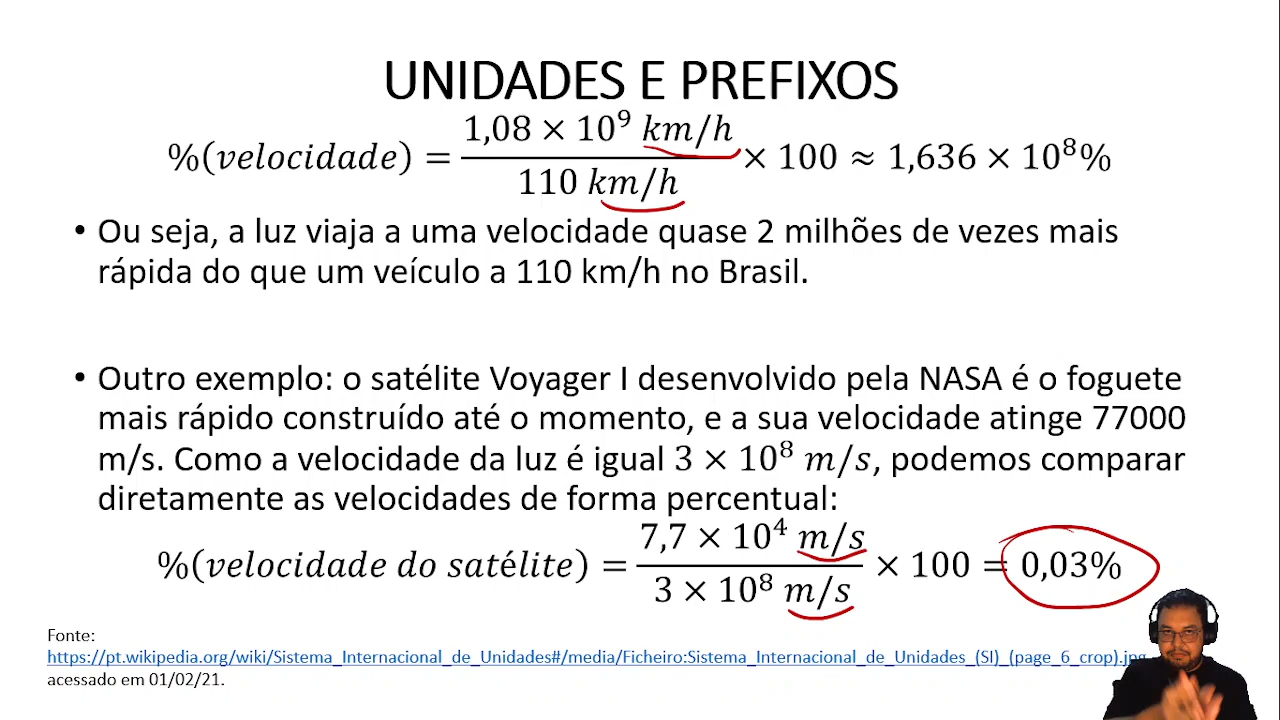 UNIDADES E PREFIXOS
%(velocidade) = 1,08 × 10⁹ km/h / 110 km/h × 100 ≈ 1,636 × 10⁸%
• Ou seja, a luz viaja a uma velocidade quase 2 milhões de vezes mais
rápida do que um veículo a 110 km/h no Brasil.
• Outro exemplo: o satélite Voyager I desenvolvido pela NASA é o foguete
mais rápido construído até o momento, e a sua velocidade atinge 77000
m/s. Como a velocidade da luz é igual 3 × 10⁸ m/s, podemos comparar
diretamente as velocidades de forma percentual:
%(velocidade do satélite) = 7,7 × 10⁴ m/s / 3 × 10⁸ m/s × 100 = 0,03%
Fonte:
https://pt.wikipedia.org/wiki/Sistema_Internacional_de_Unidades#/media/Ficheiro:Sistema_Internacional_de_Unidades_(SI)_(page_6_crop).jpg
acessado em 01/02/21.